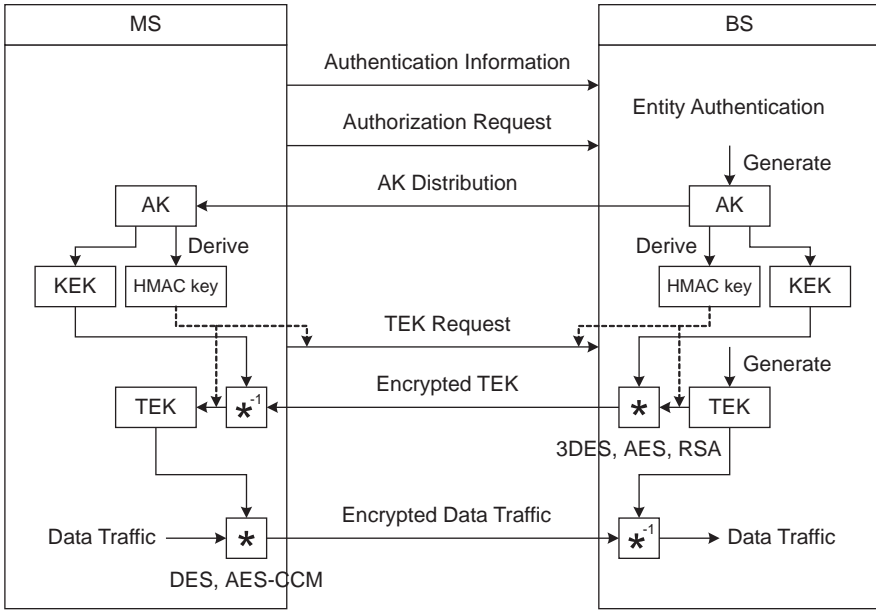 MS
BS
Authentication Information
Entity Authentication
Authorization Request
Generate
AK Distribution
AK
AK
Derive
Derive
KEK
HMAC key
HMAC key
KEK
TEK Request
Generate
Encrypted TEK
TEK
*-1
*
TEK
3DES, AES, RSA
Encrypted Data Traffic
Data Traffic
*
*-1
Data Traffic
DES, AES-CCM